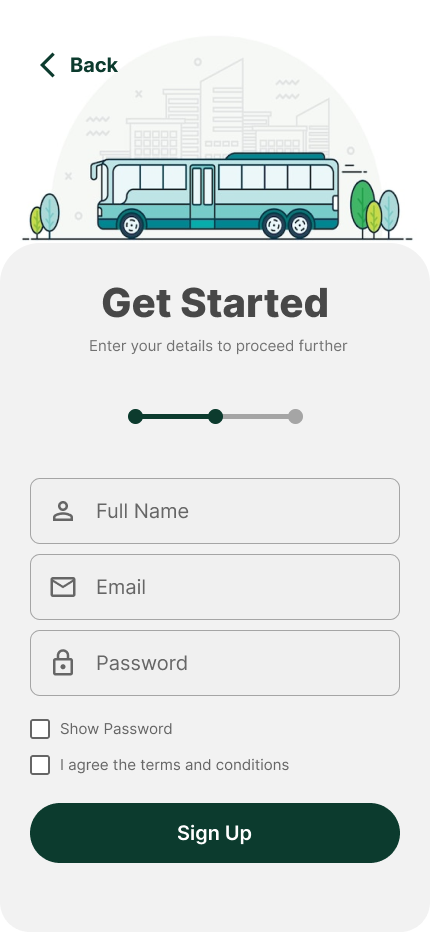 Back
Get Started
Enter your details to proceed further
Full Name
Email
Password
Show Password
I agree the terms and conditions
Sign Up